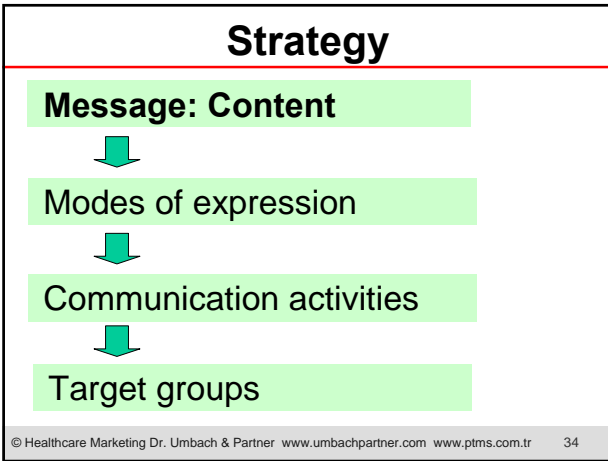 Strategy
Message: Content
Modes of expression
Communication activities
Target groups
© Healthcare Marketing Dr. Umbach & Partner www.umbachpartner.com www.ptms.com.tr 34